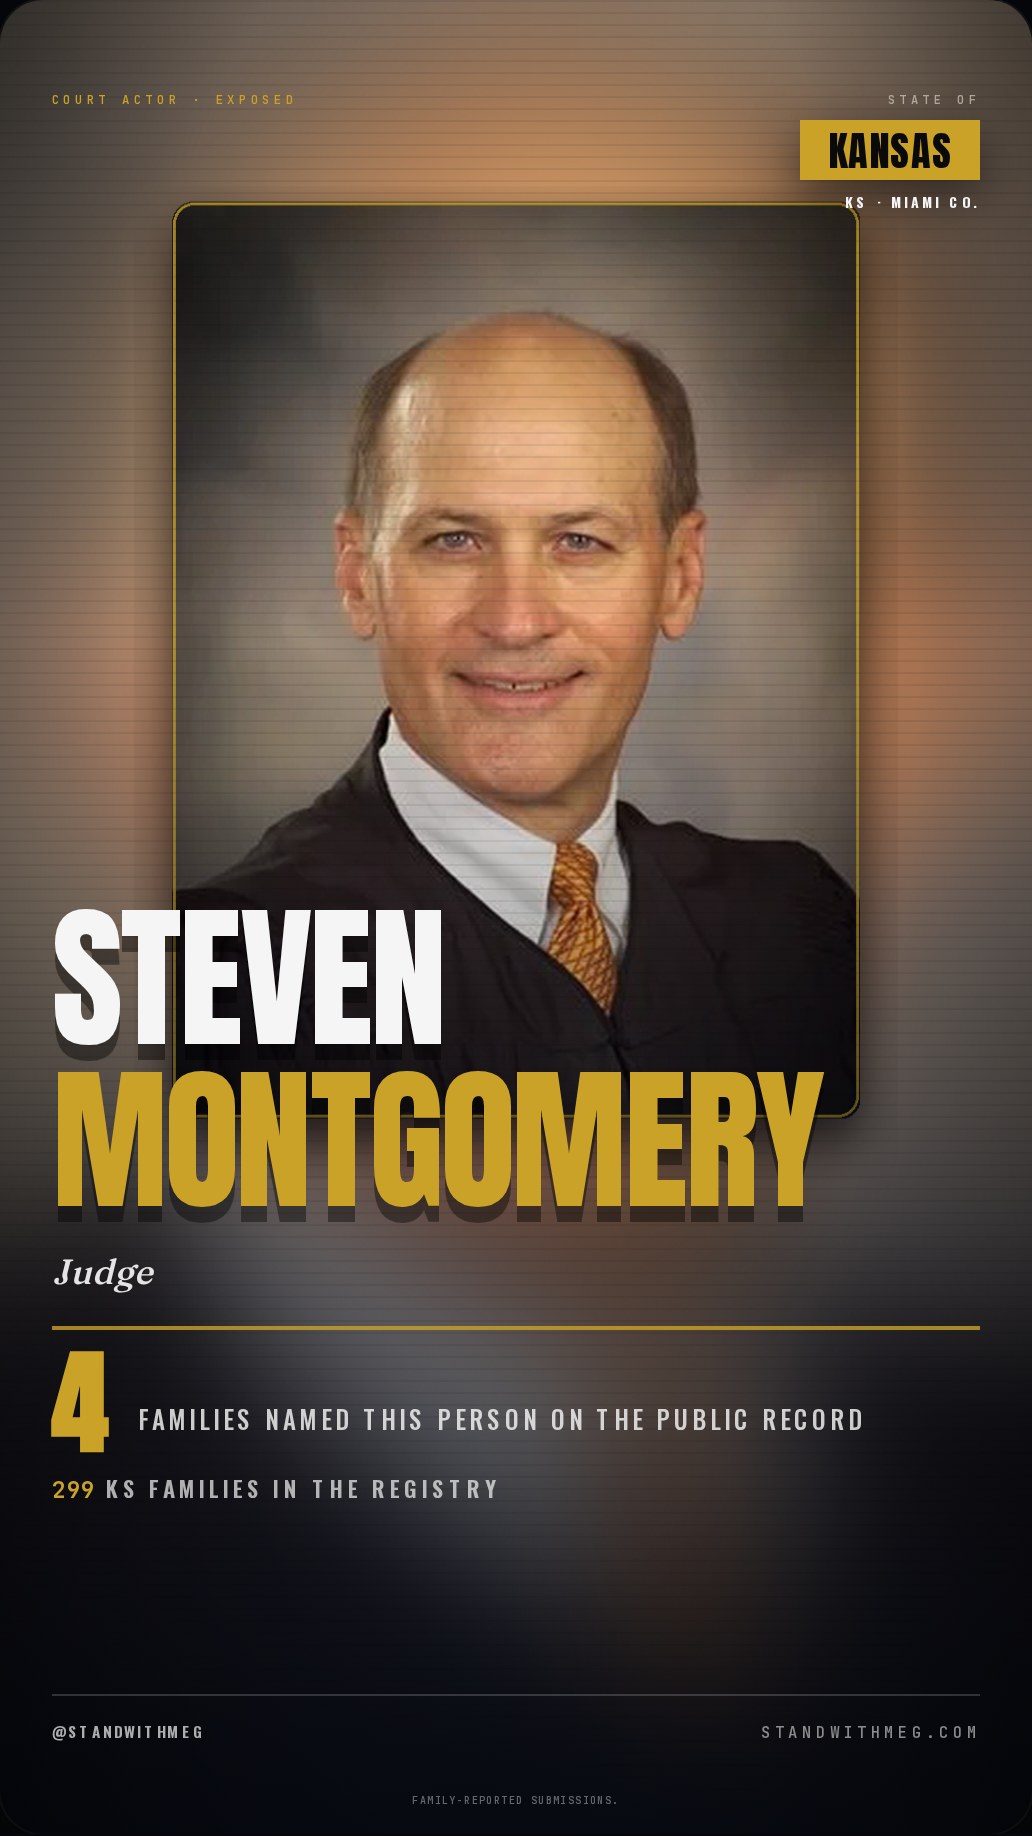 COURT ACTOR · EXPOSED
STATE OF
KANSAS
KS · MIAMI CO.
STEVEN
MONTGOMERY
Judge
4 FAMILIES NAMED THIS PERSON ON THE PUBLIC RECORD
299 KS FAMILIES IN THE REGISTRY
@STANDWITHMEG
STANDWITHMEG.COM
FAMILY-REPORTED SUBMISSIONS.